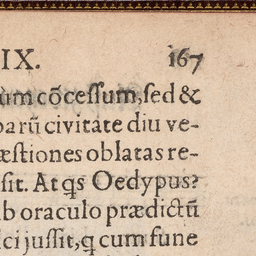 IX. 167
ùm cõcessum, sed &
barũ civitate diu ve-
æstiones oblatas re-
sit. At qs Oedypus?
b oraculo prædictũ
ci jussit, q cum fune